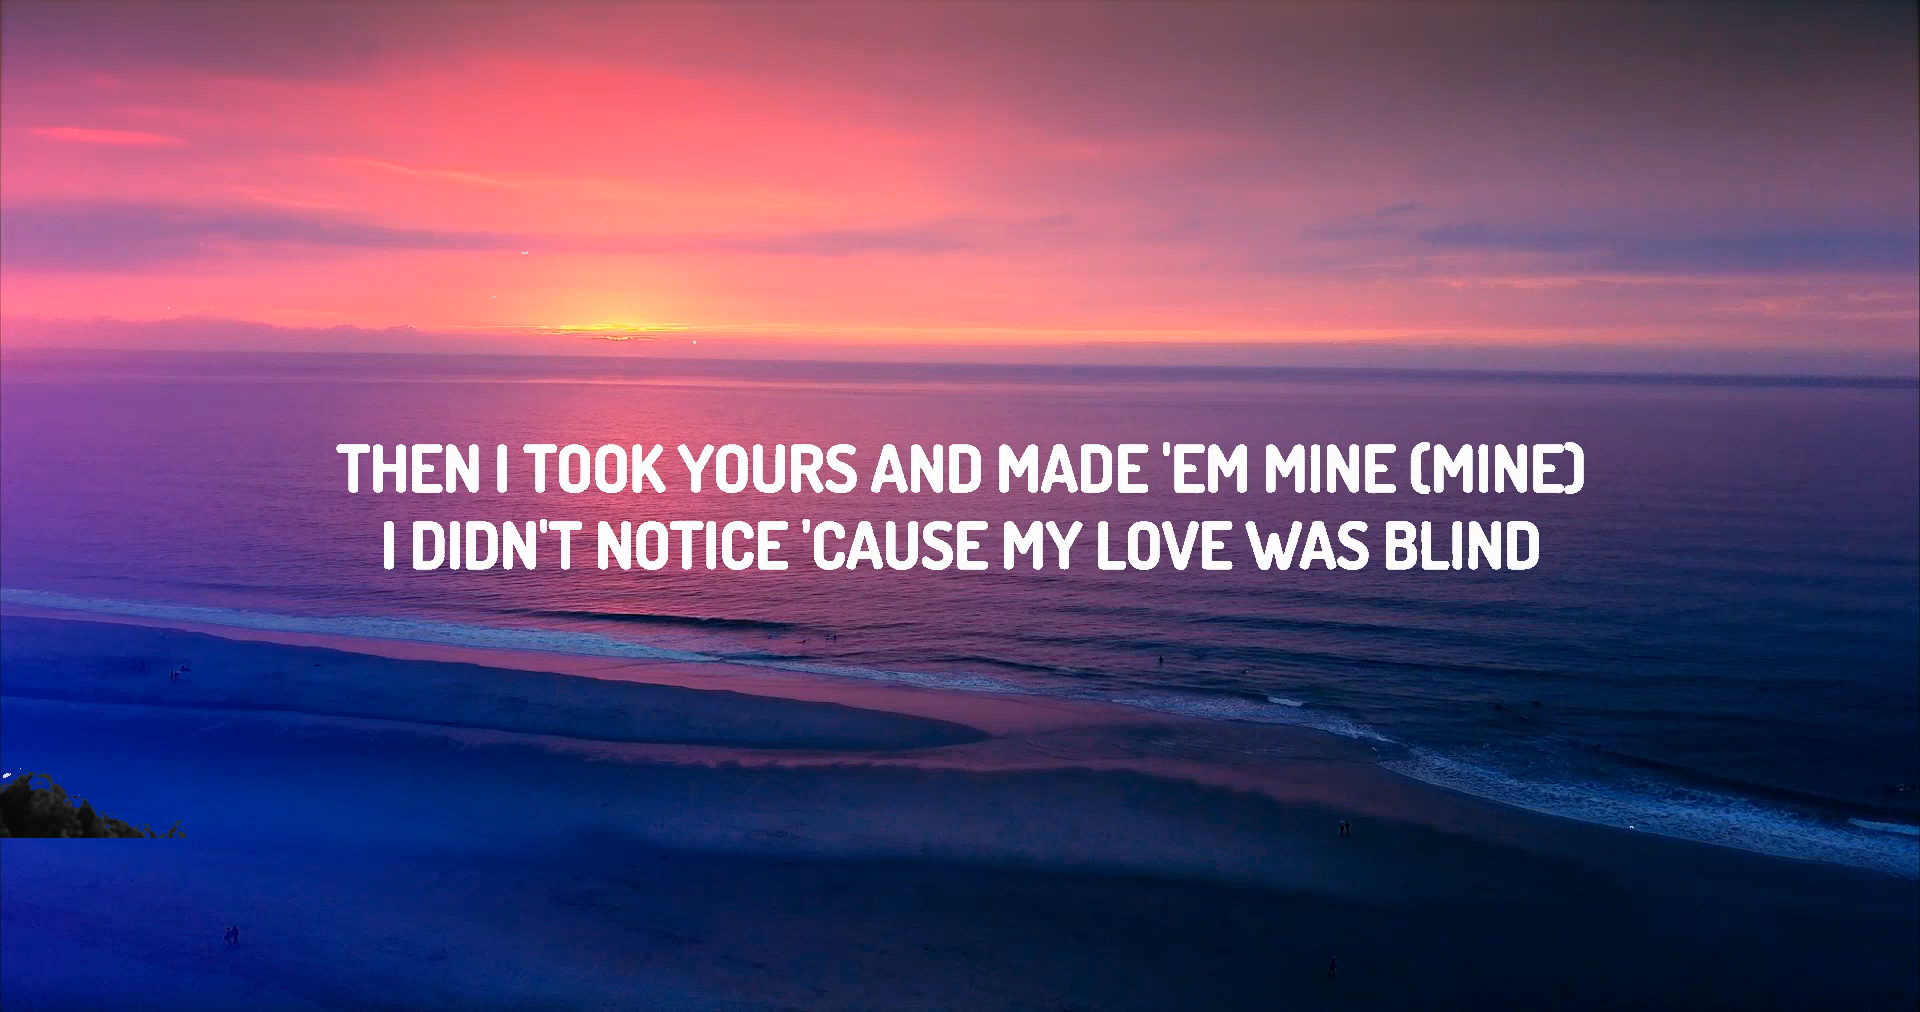 THEN I TOOK YOURS AND MADE 'EM MINE (MINE)
I DIDN'T NOTICE 'CAUSE MY LOVE WAS BLIND